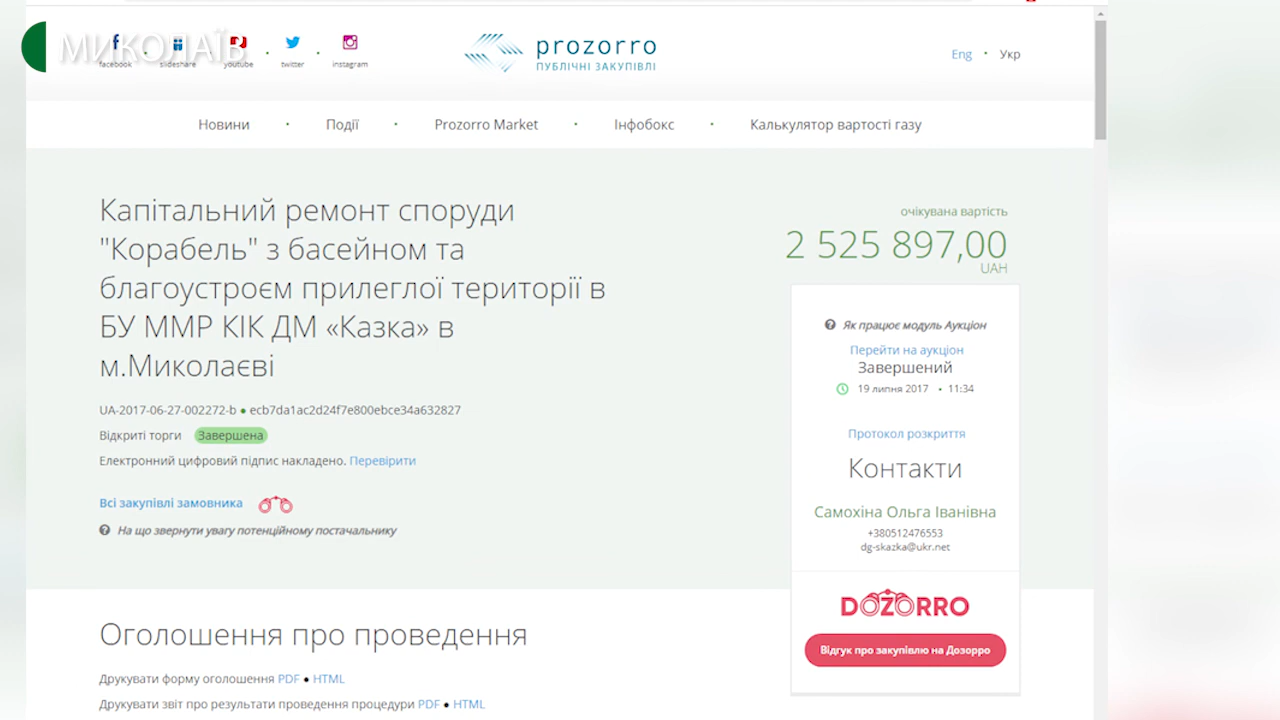 МИКОЛАЇВ
facebook
slideshare
youtube
twitter
instagram
prozorro
ПУБЛІЧНІ ЗАКУПІВЛІ
Eng • Укр
Новини • Події • Prozorro Market • Інфобокс • Калькулятор вартості газу
Капітальний ремонт споруди
"Корабель" з басейном та
благоустроєм прилеглої території в
БУ ММР КІК ДМ «Казка» в
м.Миколаєві
UA-2017-06-27-002272-b ● ecb7da1ac2d24f7e800ebce34a632827
Відкриті торги Завершена
Електронний цифровий підпис накладено. Перевірити
Всі закупівлі замовника
На що звернути увагу потенційному постачальнику
очікувана вартість
2 525 897,00
UAH
Як працює модуль Аукціон
Перейти на аукціон
Завершений
19 липня 2017 • 11:34
Протокол розкриття
Контакти
Самохіна Ольга Іванівна
+380512476553
dg-skazka@ukr.net
DOZORRO
Відгук про закупівлю на Дозорро
Оголошення про проведення
Друкувати форму оголошення PDF ● HTML
Друкувати звіт про результати проведення процедури PDF ● HTML